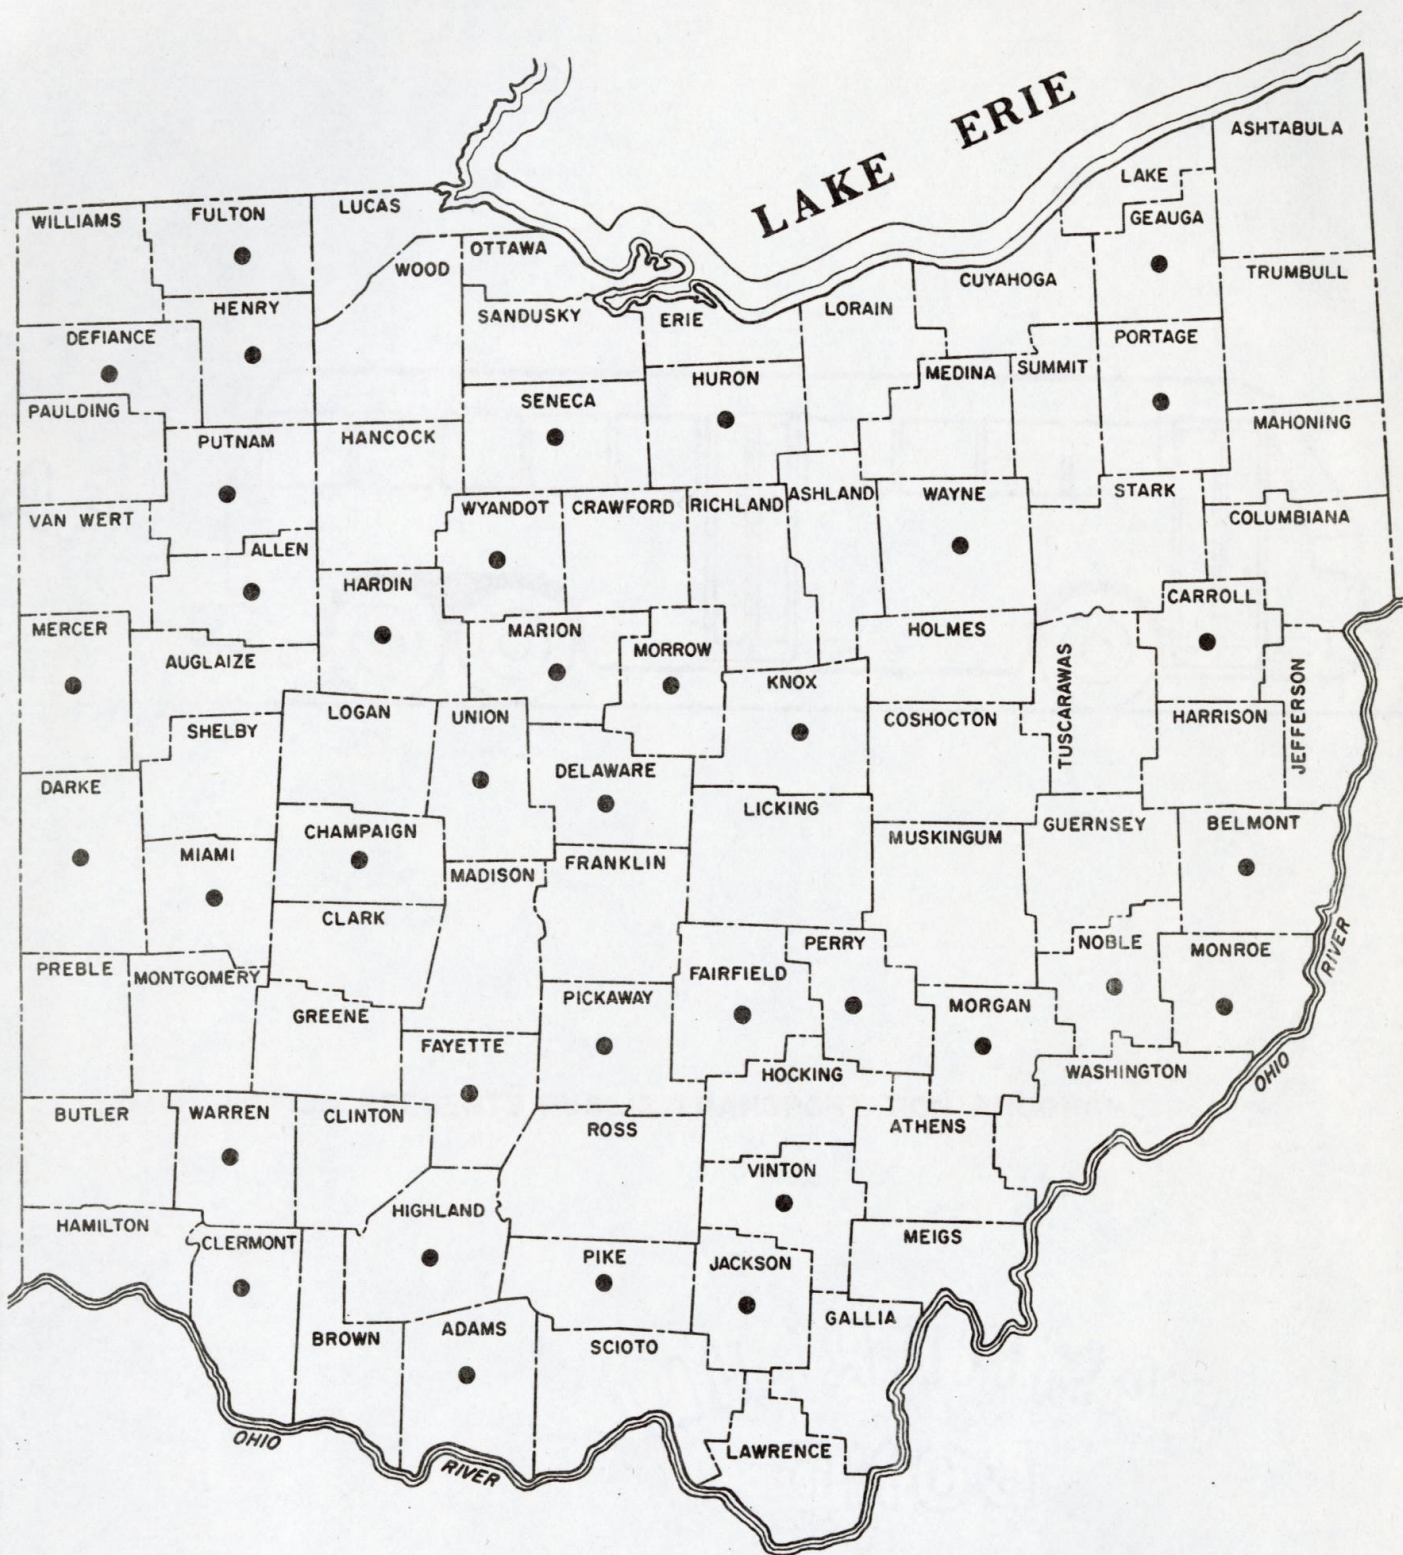 LAKE ERIE
ASHTABULA
LAKE
GEAUGA
WILLIAMS
FULTON
LUCAS
OTTAWA
WOOD
CUYAHOGA
TRUMBULL
HENRY
SANDUSKY
ERIE
LORAIN
DEFIANCE
PORTAGE
MEDINA
SUMMIT
HURON
SENECA
PAULDING
MAHONING
PUTNAM
HANCOCK
VAN WERT
WYANDOT
CRAWFORD
RICHLAND
ASHLAND
WAYNE
STARK
COLUMBIANA
ALLEN
HARDIN
CARROLL
MERCER
MARION
MORROW
HOLMES
AUGLAIZE
KNOX
TUSCARAWAS
JEFFERSON
LOGAN
UNION
COSHOCTON
HARRISON
SHELBY
DELAWARE
DARKE
LICKING
CHAMPAIGN
MUSKINGUM
GUERNSEY
BELMONT
MIAMI
MADISON
FRANKLIN
CLARK
PERRY
NOBLE
MONROE
PREBLE
MONTGOMERY
FAIRFIELD
PICKAWAY
MORGAN
GREENE
FAYETTE
HOCKING
WASHINGTON
OHIO RIVER
BUTLER
WARREN
CLINTON
ROSS
ATHENS
VINTON
HAMILTON
HIGHLAND
CLERMONT
PIKE
JACKSON
MEIGS
BROWN
ADAMS
SCIOTO
GALLIA
LAWRENCE
OHIO RIVER